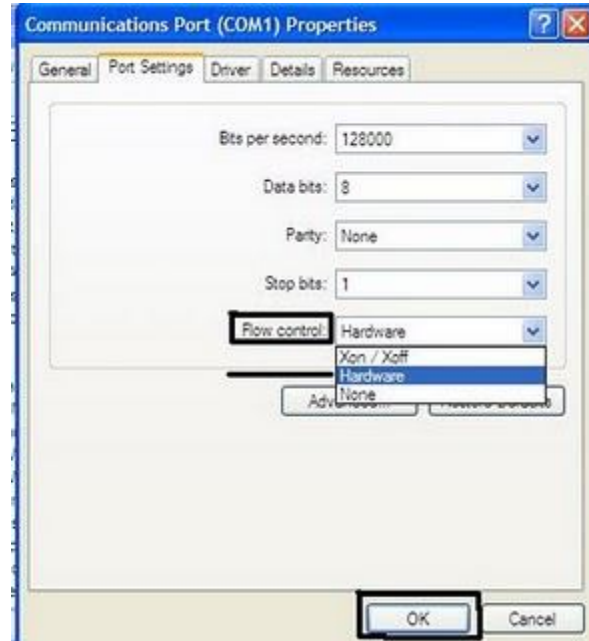 Communications Port (COM1) Properties
General Port Settings Driver Details Resources
Bits per second: 128000
Data bits: 8
Parity: None
Stop bits: 1
Flow control: Hardware
Xon / Xoff
Hardware
None
OK Cancel